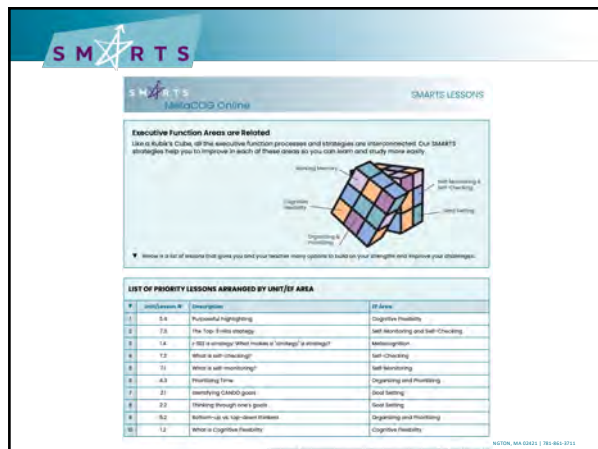 SMARTS
SMARTS
MetaCOG Online
SMARTS LESSONS
Executive Function Areas are Related
Like a Rubik's Cube, all the executive function processes and strategies are interconnected. Our SMARTS
strategies help you to improve in each of these areas so you can learn and study more easily.
Working Memory
Cognitive
Flexibility
Organizing &
Prioritizing
Self-Monitoring &
Self-Checking
Goal Setting
▼ Below is a list of lessons that gives you and your teacher many options to build on your strengths and improve your challenges.
LIST OF PRIORITY LESSONS ARRANGED BY UNIT/EF AREA
# Unit/Lesson # Description EF Area
1 5.4 Purposeful highlighting Cognitive Flexibility
2 7.3 The Top-3-Hits strategy Self-Monitoring and Self-Checking
3 1.4 What makes a "strategy" a strategy? Metacognition
4 7.2 What is self-checking? Self-Checking
5 7.1 What is self-monitoring? Self-Monitoring
6 4.3 Prioritizing Time Organizing and Prioritizing
7 2.1 Identifying CANDO goals Goal Setting
8 2.2 Thinking through one's goals Goal Setting
9 5.2 Bottom-up vs. top-down thinkers Organizing and Prioritizing
10 1.2 What is Cognitive Flexibility Cognitive Flexibility
NGTON, MA 02421 | 781-861-3711